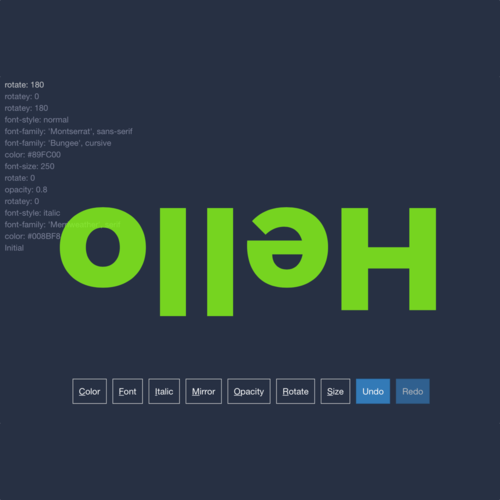 rotate: 180
rotatey: 0
rotatey: 180
font-style: normal
font-family: 'Montserrat', sans-serif
font-family: 'Bungee', cursive
color: #89FC00
font-size: 250
rotate: 0
opacity: 0.8
rotatey: 0
font-style: italic
font-family:
color: #008BF8
Initial
Hello
Color Font Italic Mirror Opacity Rotate Size Undo Redo